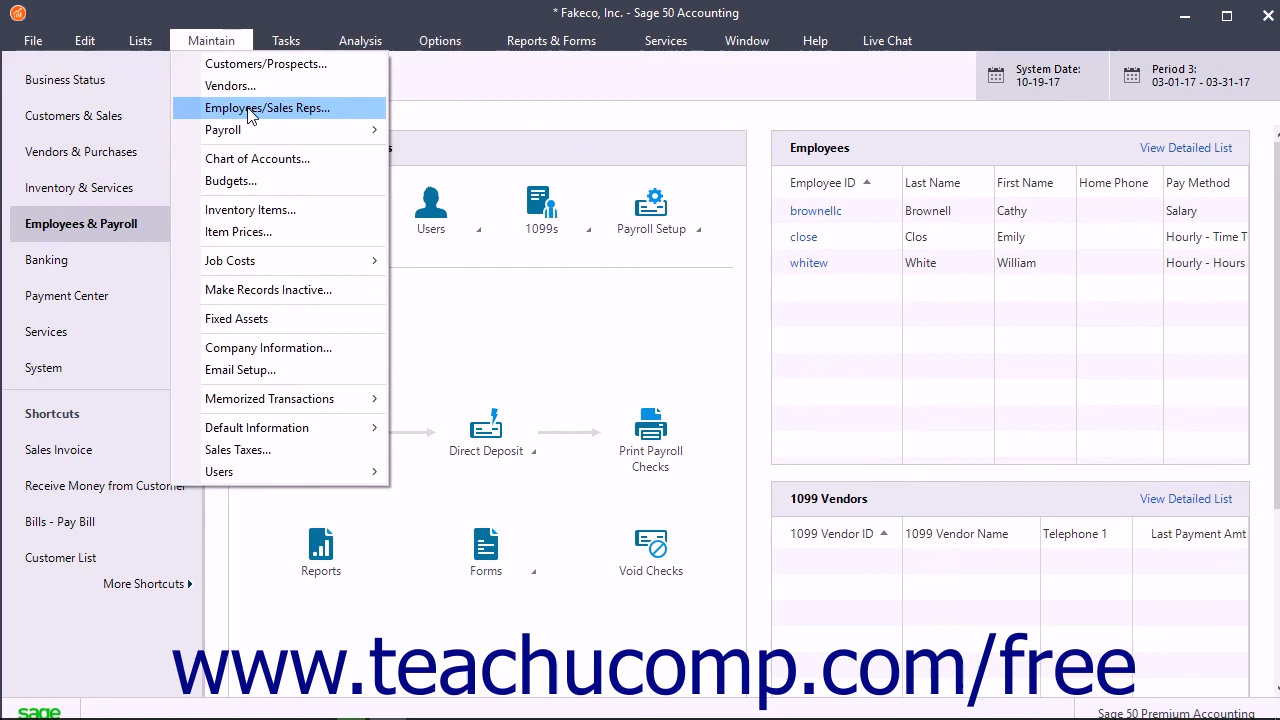 * Fakeco, Inc. - Sage 50 Accounting
File Edit Lists Maintain Tasks Analysis Options Reports & Forms Services Window Help Live Chat
System Date:
10-19-17
Period 3:
03-01-17 - 03-31-17
Business Status
Customers & Sales
Vendors & Purchases
Inventory & Services
Employees & Payroll
Banking
Payment Center
Services
System
Shortcuts
Sales Invoice
Receive Money from Customer
Bills - Pay Bill
Customer List
More Shortcuts
Customers/Prospects...
Vendors...
Employees/Sales Reps...
Payroll
Chart of Accounts...
Budgets...
Inventory Items...
Item Prices...
Job Costs
Make Records Inactive...
Fixed Assets
Company Information...
Email Setup...
Memorized Transactions
Default Information
Sales Taxes...
Users
s
Users
1099s
Payroll Setup
Direct Deposit
Print Payroll
Checks
Reports
Forms
Void Checks
Employees View Detailed List
Employee ID Last Name First Name Home Phone Pay Method
brownellc Brownell Cathy Salary
close Clos Emily Hourly - Time T
whitew White William Hourly - Hours
1099 Vendors View Detailed List
1099 Vendor ID 1099 Vendor Name Telephone 1 Last Payment Amt
www.teachucomp.com/free
sage
Sage 50 Premium Accounting